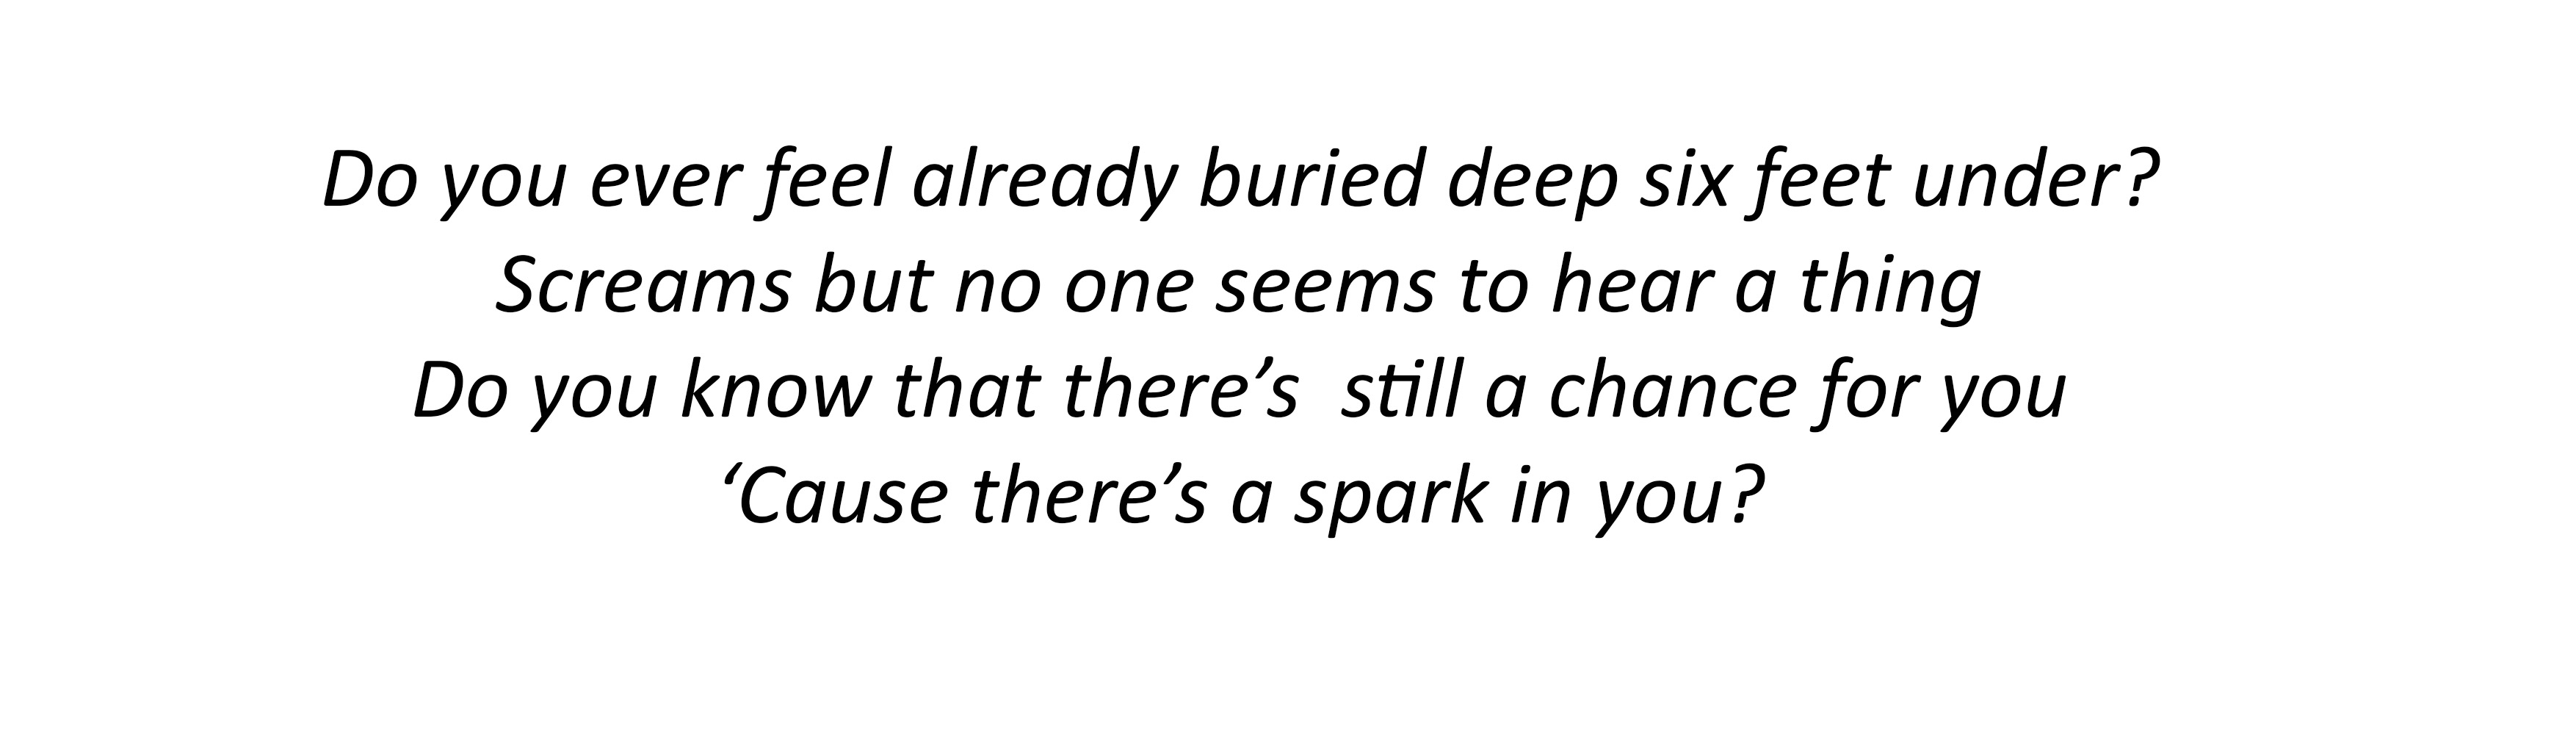 Do you ever feel already buried deep six feet under?
Screams but no one seems to hear a thing
Do you know that there’s  still a chance for you
‘Cause there’s a spark in you?